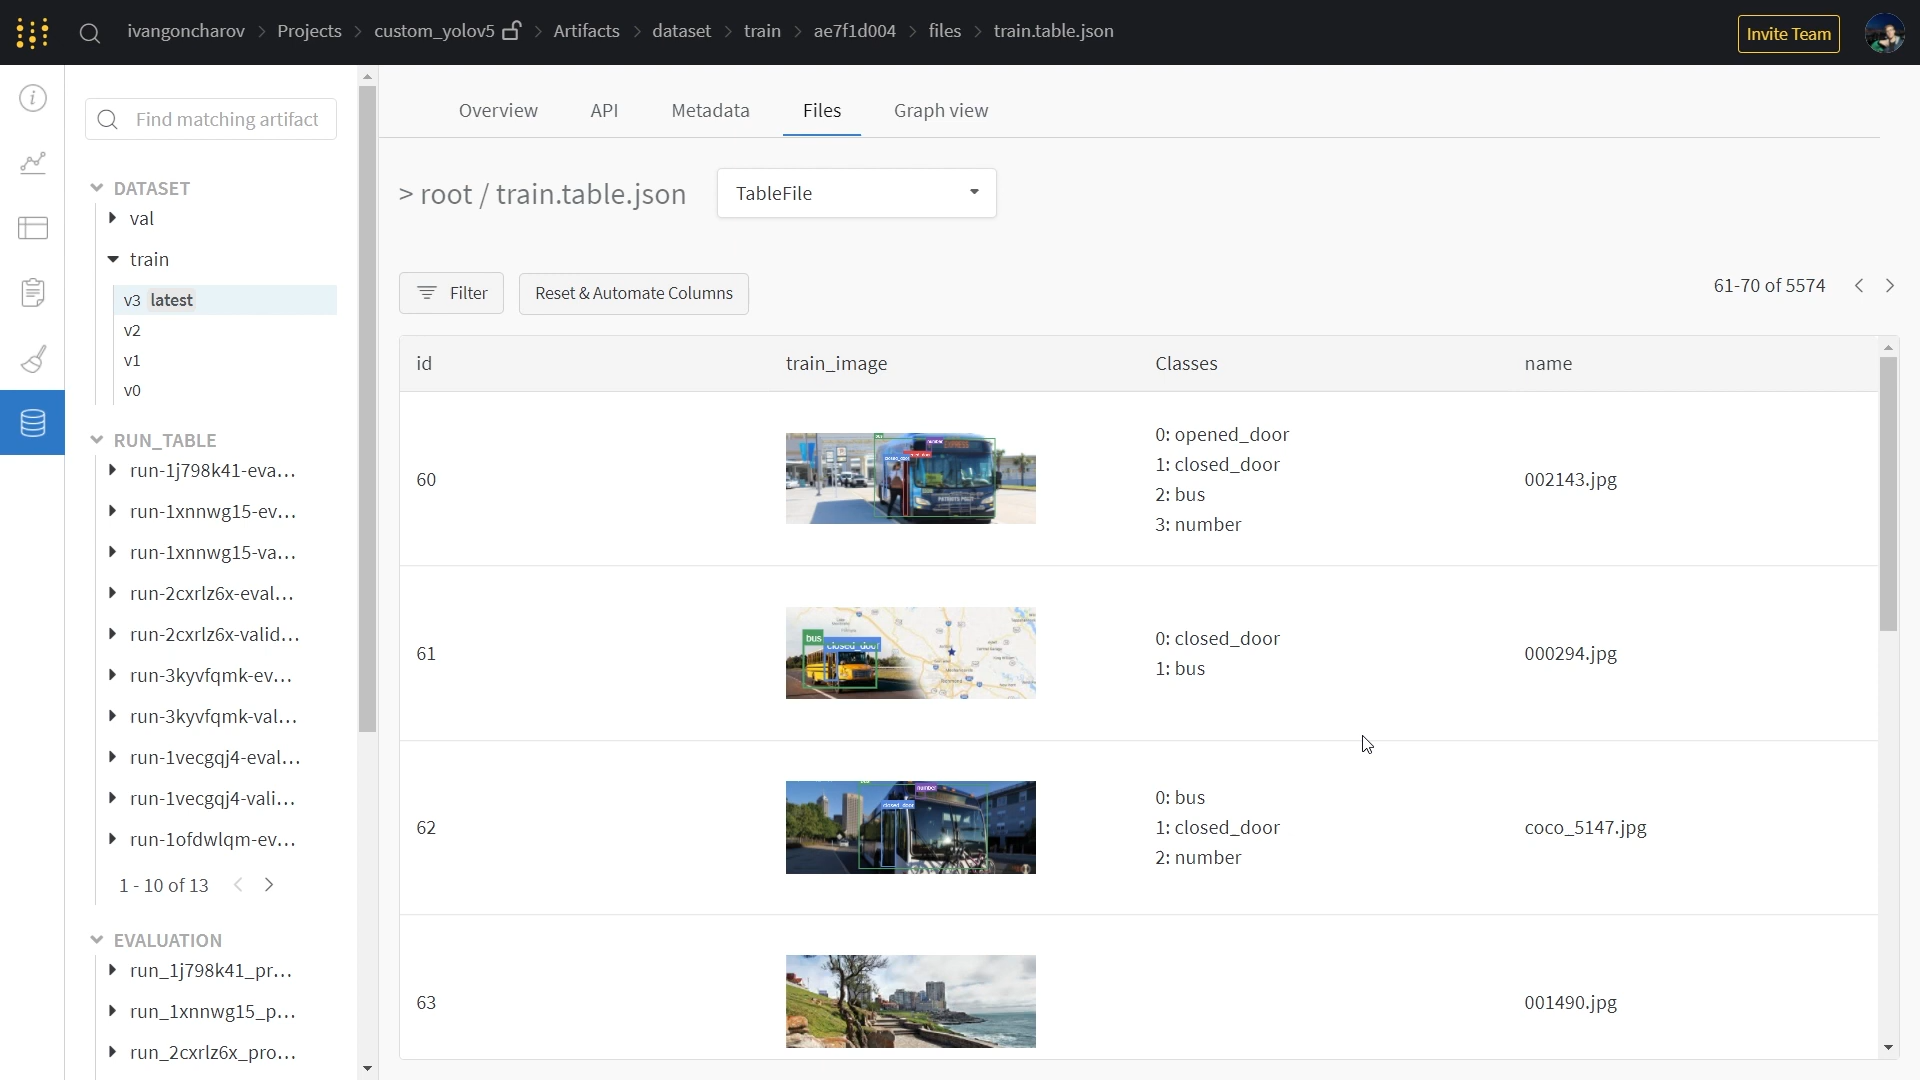 ivangoncharov > Projects > custom_yolov5 > Artifacts > dataset > train > ae7f1d004 > files > train.table.json
Invite Team
Find matching artifact
DATASET
val
train
v3 latest
v2
v1
v0
RUN_TABLE
run-1j798k41-eva...
run-1xnnwg15-ev...
run-1xnnwg15-va...
run-2cxrlz6x-eval...
run-2cxrlz6x-valid...
run-3kyvfqmk-ev...
run-3kyvfqmk-val...
run-1vecgqj4-eval...
run-1vecgqj4-vali...
run-1ofdwlqm-ev...
1 - 10 of 13
EVALUATION
run_1j798k41_pr...
run_1xnnwg15_p...
run_2cxrlz6x_pro...
Overview API Metadata Files Graph view
> root / train.table.json
TableFile
Filter
Reset & Automate Columns
61-70 of 5574
id train_image Classes name
60
number
closed_door
0: opened_door
1: closed_door
2: bus
3: number
002143.jpg
61
bus
closed_door
0: closed_door
1: bus
000294.jpg
62
number
closed_door
0: bus
1: closed_door
2: number
coco_5147.jpg
63
001490.jpg